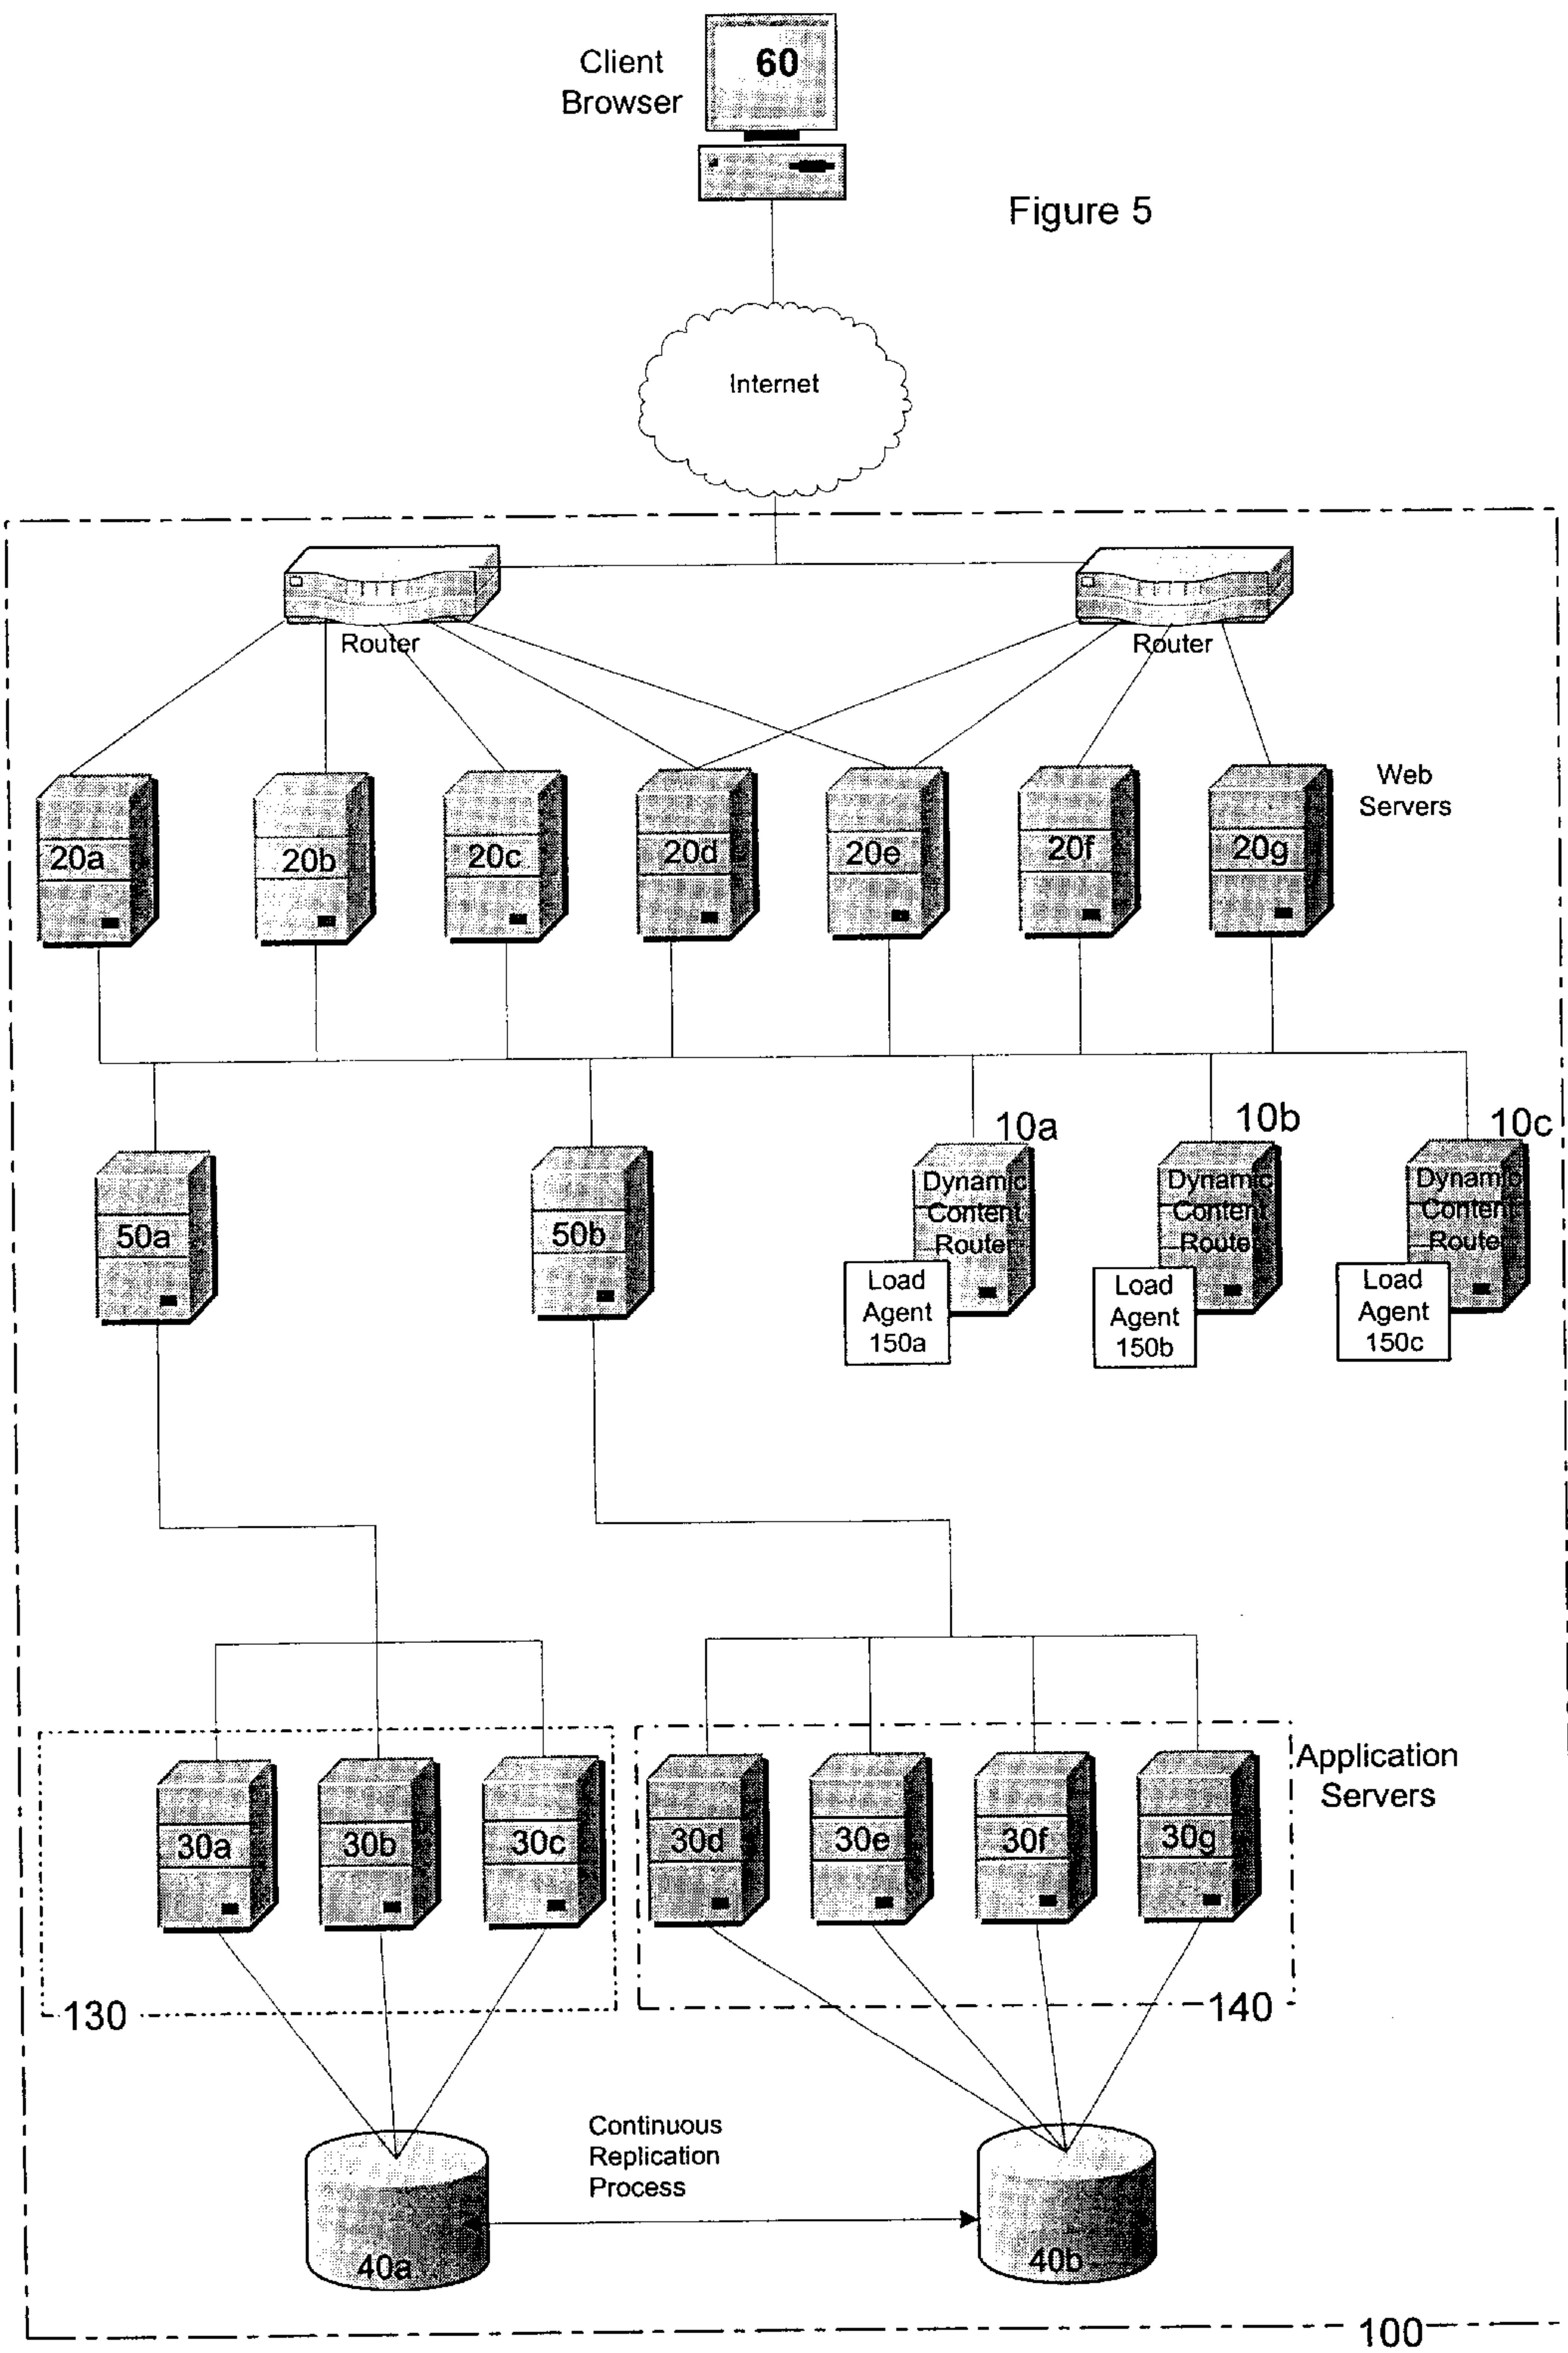 Client
Browser
60
Figure 5
Internet
Router
Router
Web
Servers
20a
20b
20c
20d
20e
20f
20g
10a
10b
10c
50a
50b
Dynamic
Content
Router
Load
Agent
150a
Dynamic
Content
Router
Load
Agent
150b
Dynamic
Content
Router
Load
Agent
150c
Application
Servers
30a
30b
30c
30d
30e
30f
30g
130
140
Continuous
Replication
Process
40a
40b
100